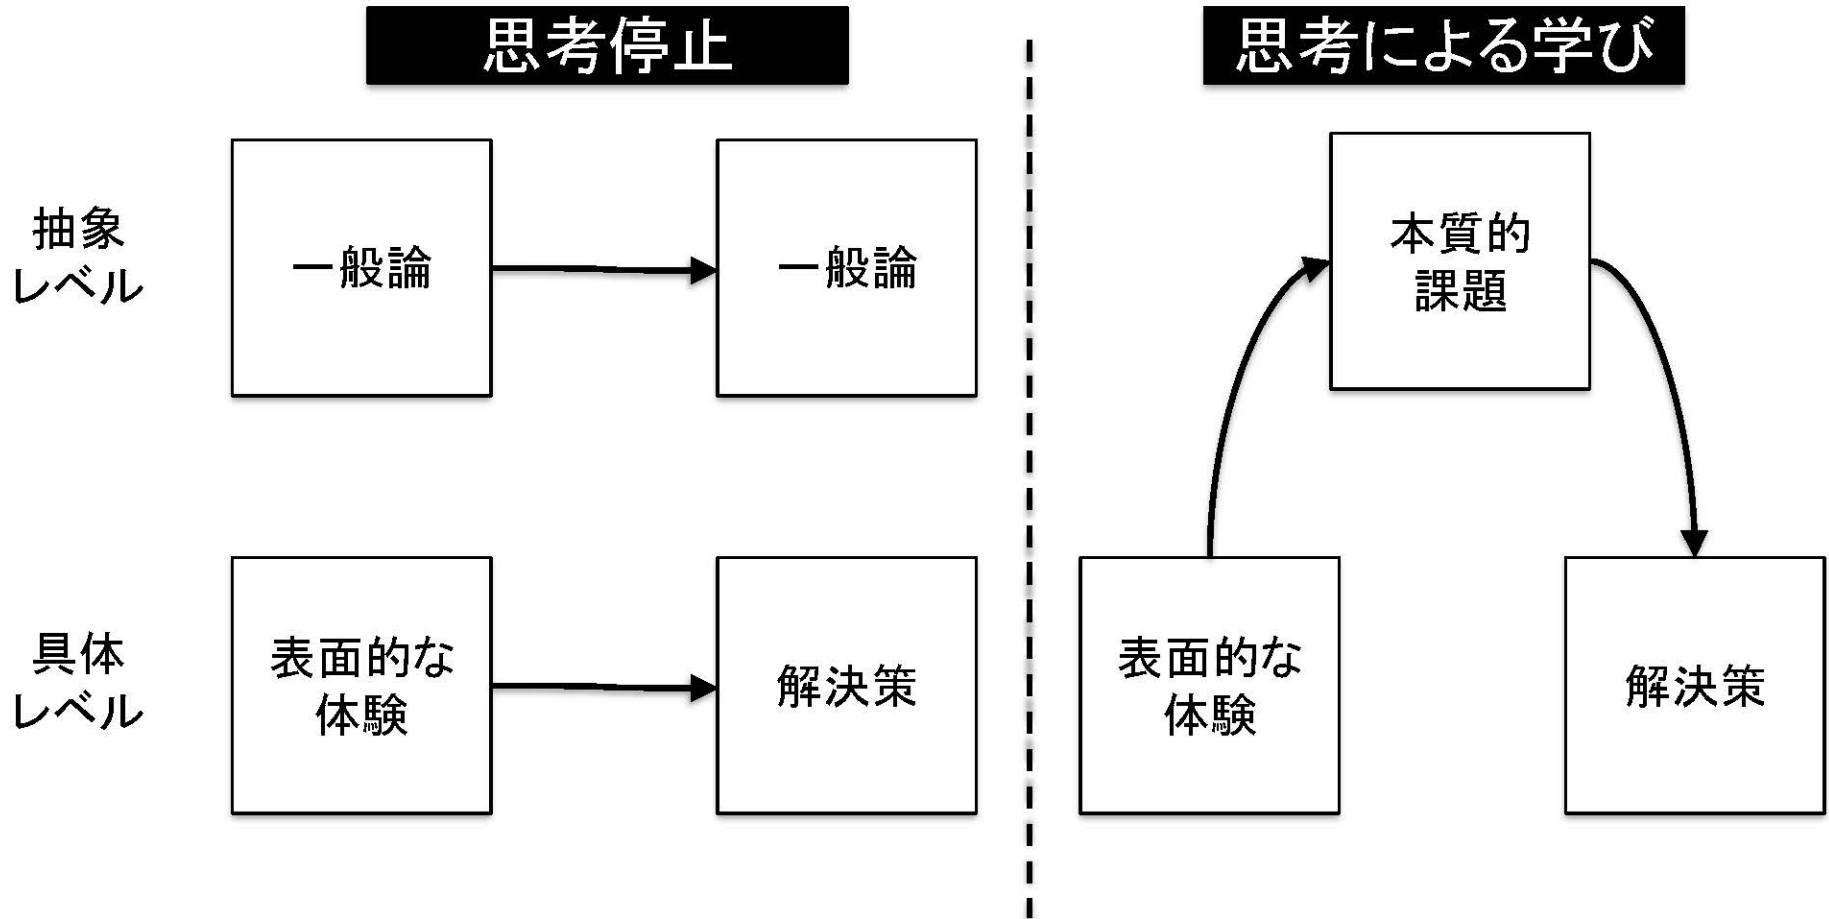 思考停止
思考による学び
抽象
レベル
一般論
一般論
本質的
課題
具体
レベル
表面的な
体験
解決策
表面的な
体験
解決策